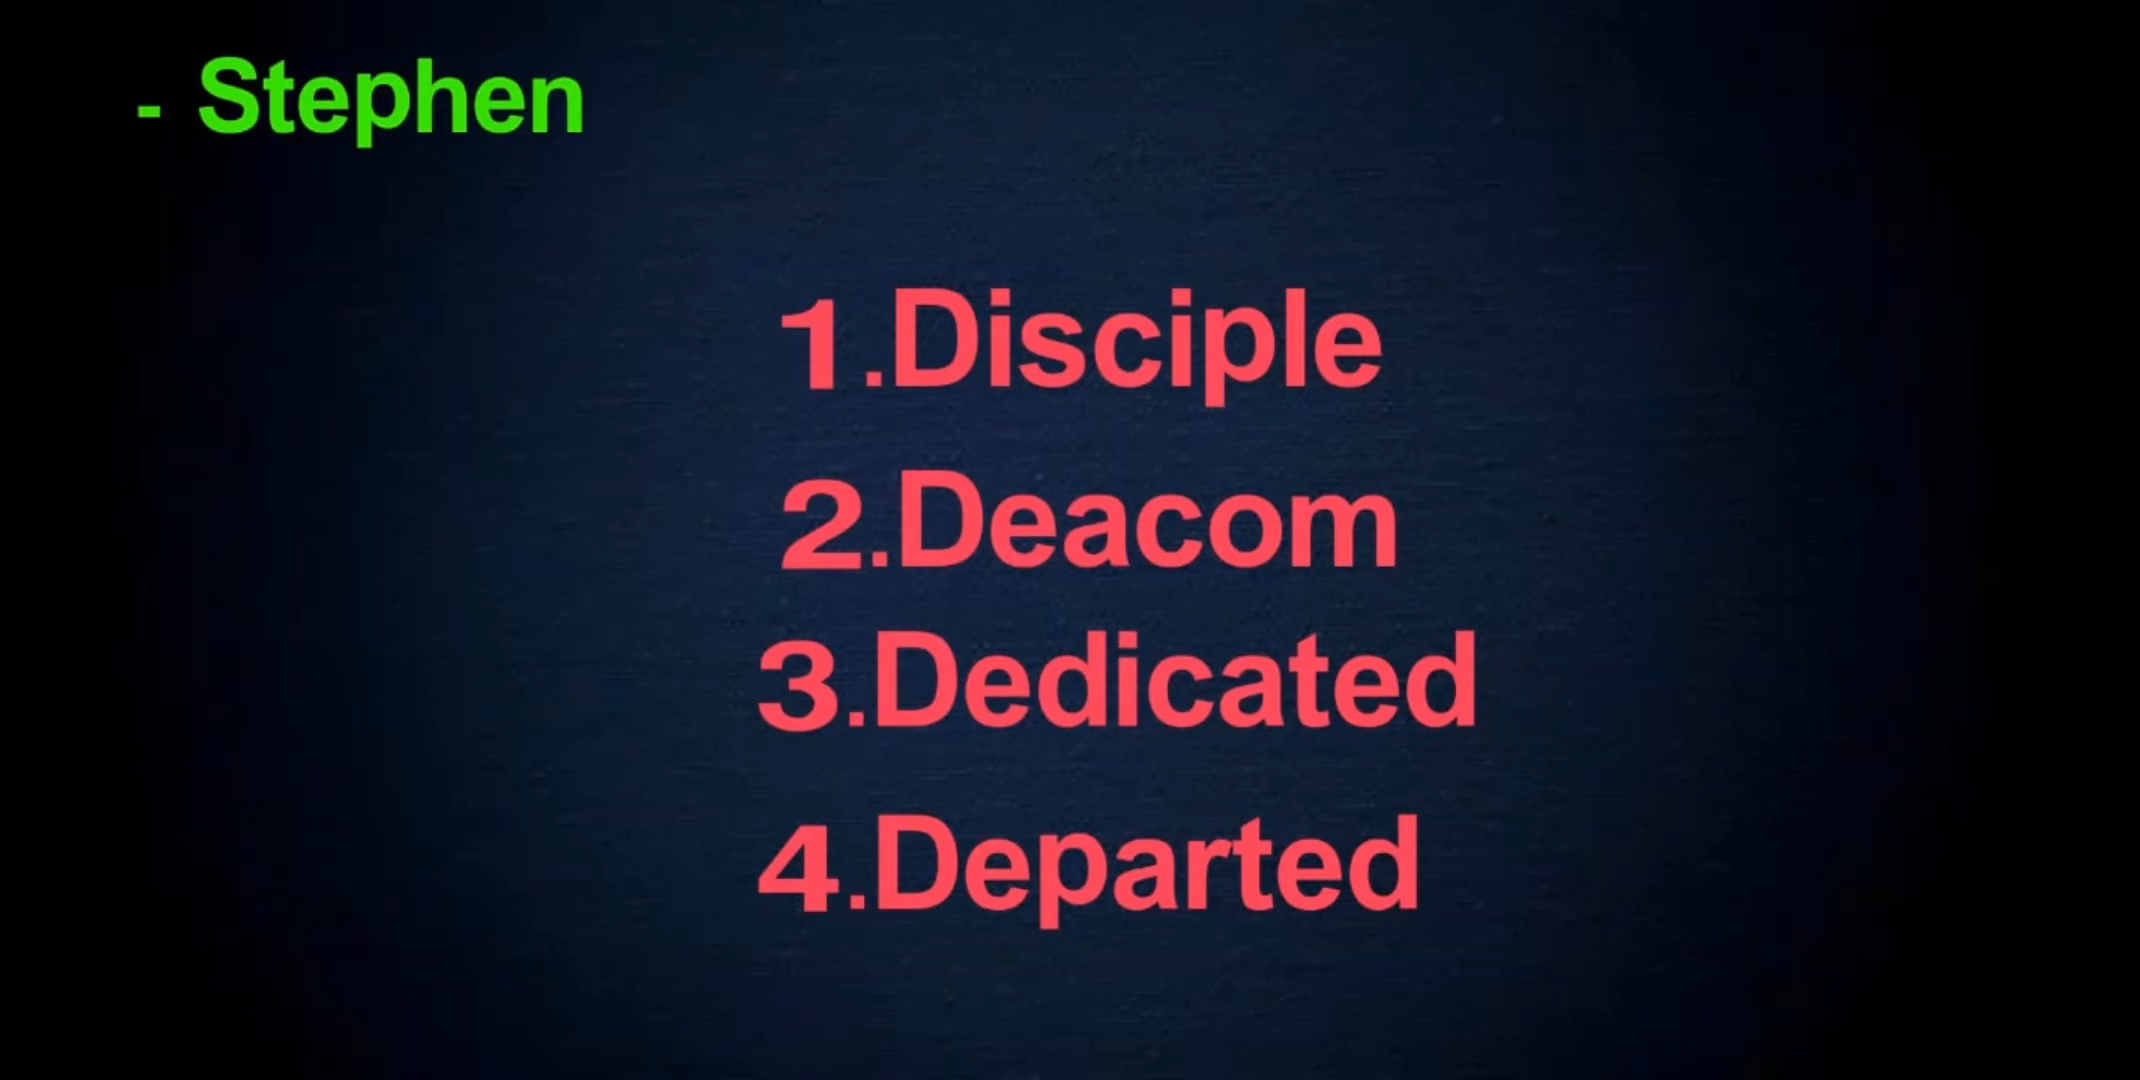 - Stephen
1.Disciple
2.Deacom
3.Dedicated
4.Departed